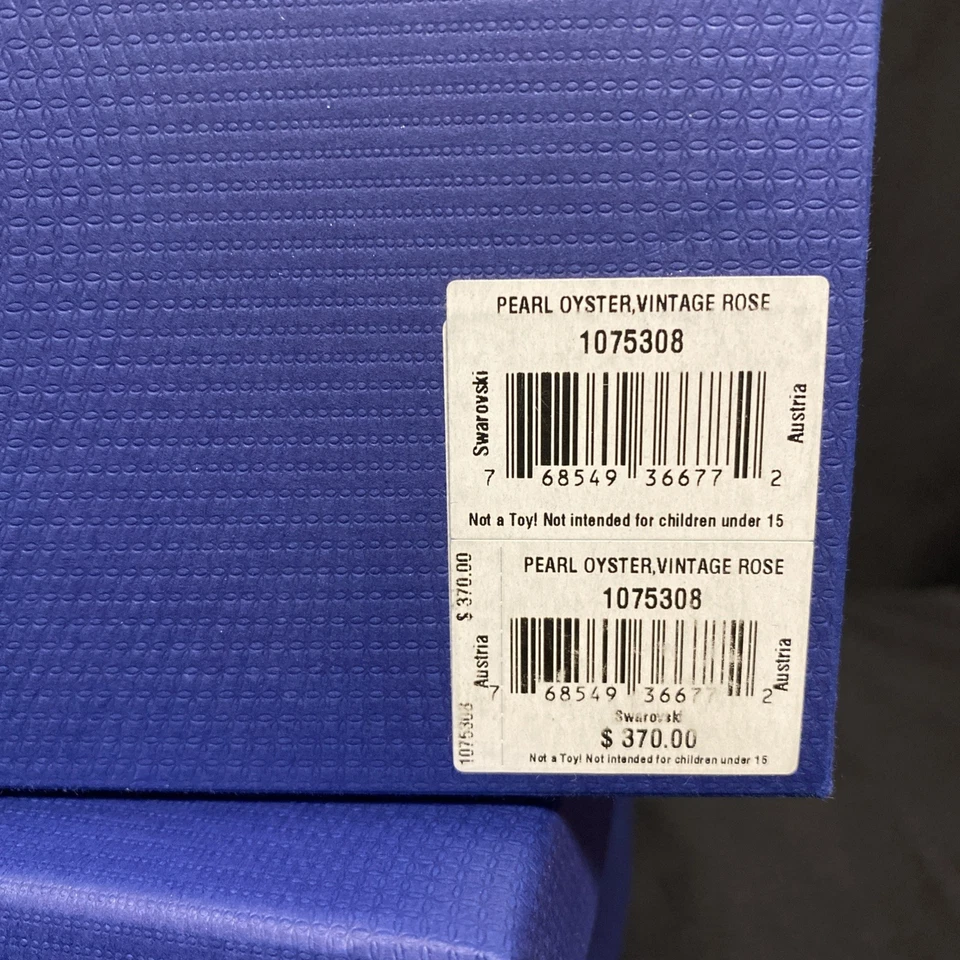 PEARL OYSTER,VINTAGE ROSE
1075308
Swarovski
Austria
7 68549 36677 2
Not a Toy! Not intended for children under 15
$ 370.00
Austria
1075308
PEARL OYSTER,VINTAGE ROSE
1075308
Austria
7 68549 36677 2
Swarovski
$ 370.00
Not a Toy! Not intended for children under 15